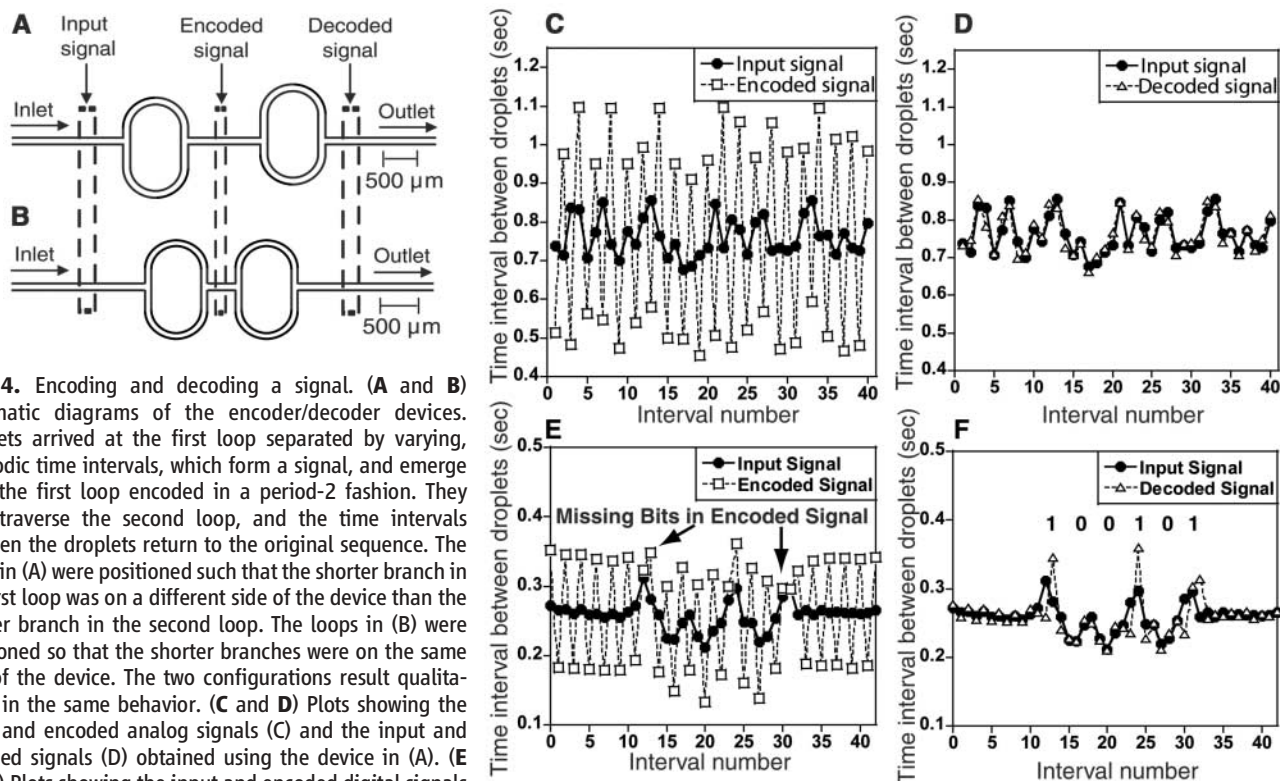 A
Input signal
Encoded signal
Decoded signal
Inlet
Outlet
500 μm
B
Inlet
Outlet
500 μm
4. Encoding and decoding a signal. (A and B)
matic diagrams of the encoder/decoder devices.
ets arrived at the first loop separated by varying,
odic time intervals, which form a signal, and emerge
the first loop encoded in a period-2 fashion. They
traverse the second loop, and the time intervals
en the droplets return to the original sequence. The
in (A) were positioned such that the shorter branch in
rst loop was on a different side of the device than the
er branch in the second loop. The loops in (B) were
oned so that the shorter branches were on the same
of the device. The two configurations result qualita-
in the same behavior. (C and D) Plots showing the
and encoded analog signals (C) and the input and
ed signals (D) obtained using the device in (A). (E
) Plots showing the input and encoded digital signals
C
Time interval between droplets (sec)
Input signal
Encoded signal
1.2
1.1
1
0.9
0.8
0.7
0.6
0.5
0.4
0 5 10 15 20 25 30 35 40
Interval number
D
Time interval between droplets (sec)
Input signal
Decoded signal
1.2
1.1
1
0.9
0.8
0.7
0.6
0.5
0.4
0 5 10 15 20 25 30 35 40
Interval number
E
Time interval between droplets (sec)
Input Signal
Encoded Signal
Missing Bits in Encoded Signal
0.5
0.4
0.3
0.2
0.1
0 5 10 15 20 25 30 35 40
Interval number
F
Time interval between droplets (sec)
Input Signal
Decoded Signal
1 0 0 1 0 1
0.5
0.4
0.3
0.2
0.1
0 5 10 15 20 25 30 35 40
Interval number